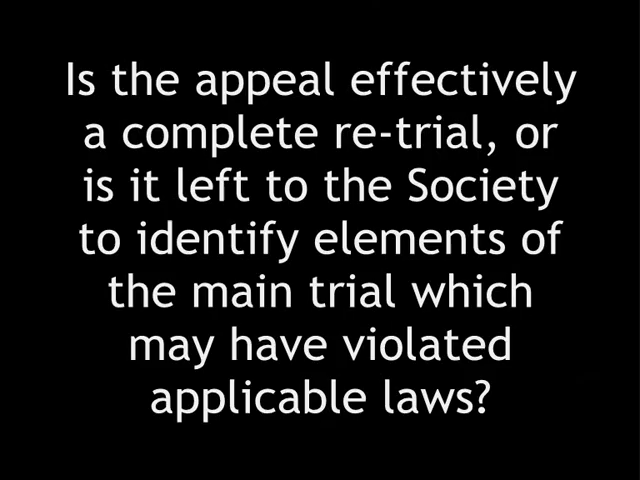 Is the appeal effectively
a complete re-trial, or
is it left to the Society
to identify elements of
the main trial which
may have violated
applicable laws?